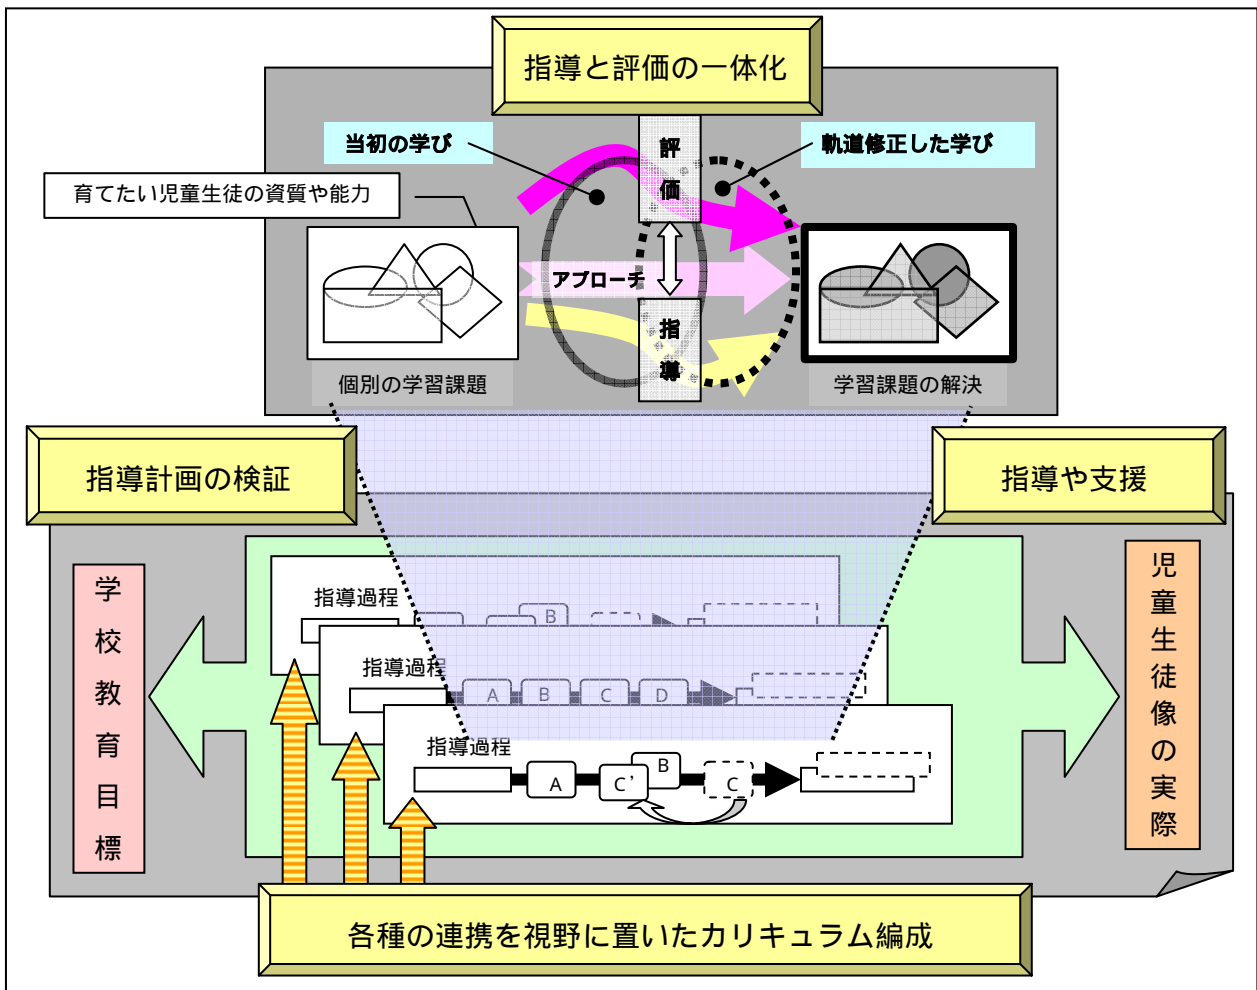 指導と評価の一体化
当初の学び
評価
軌道修正した学び
育てたい児童生徒の資質や能力
アプローチ
指導
個別の学習課題
学習課題の解決
指導計画の検証
指導や支援
学校教育目標
児童生徒像の実際
指導過程
B
指導過程
A B C D
指導過程
A C' B C
各種の連携を視野に置いたカリキュラム編成